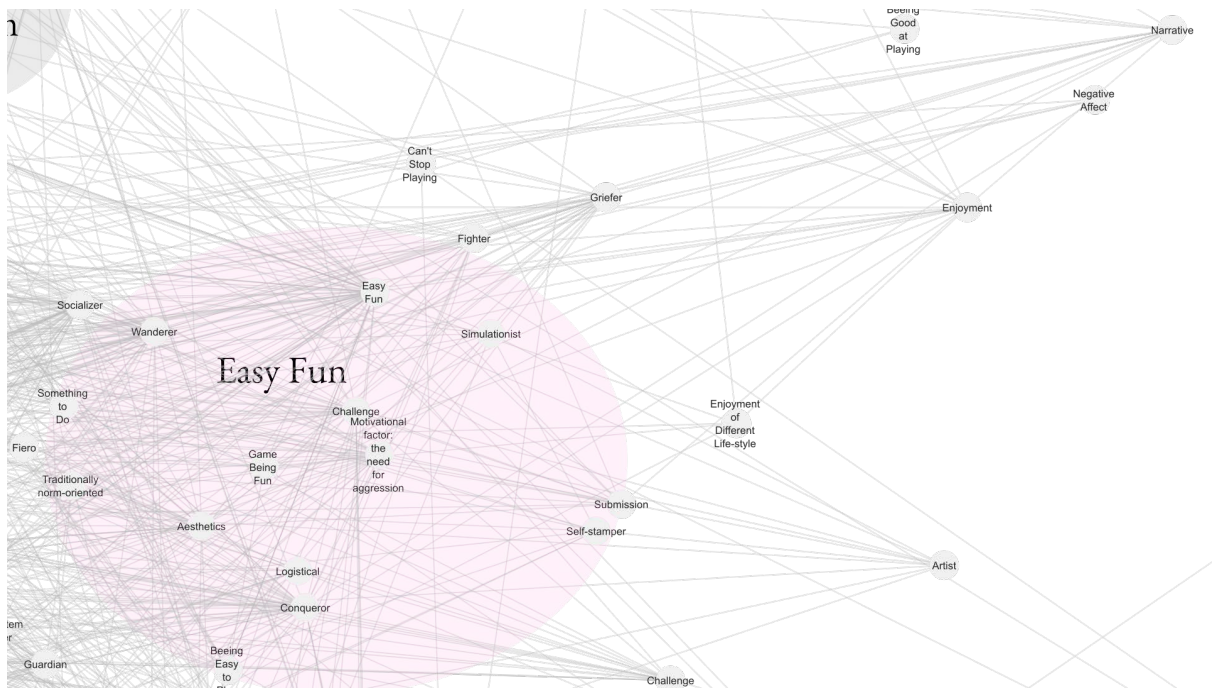 n
Beeing
Good
at
Playing
Narrative
Negative
Affect
Can't
Stop
Playing
Griefer
Enjoyment
Fighter
Easy
Fun
Socializer
Wanderer
Simulationist
Easy Fun
Something
to
Do
Challenge
Motivational
factor:
the
need
for
aggression
Enjoyment
of
Different
Life-style
Fiero
Game
Being
Fun
Traditionally
norm-oriented
Submission
Aesthetics
Self-stamper
Logistical
Artist
Conqueror
Guardian
Beeing
Easy
to
Challenge